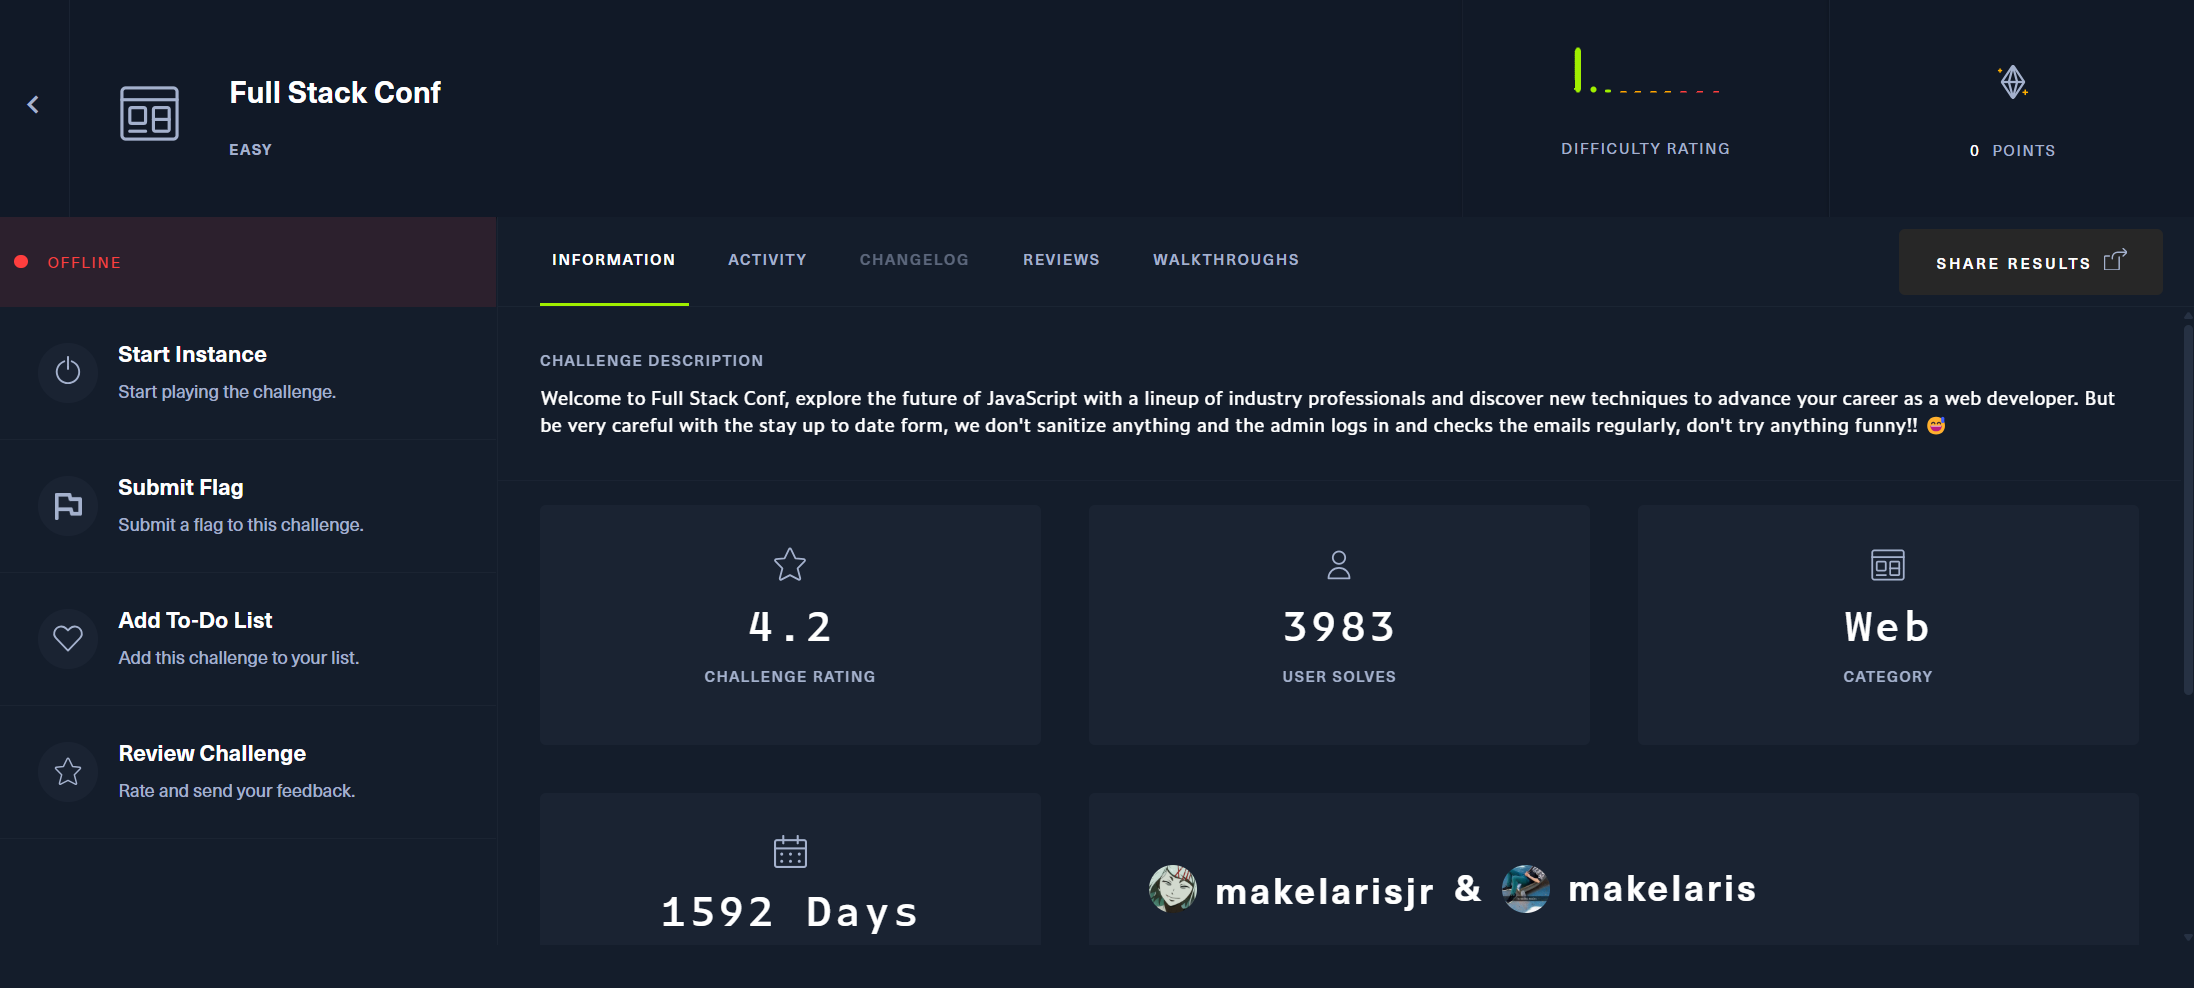 Full Stack Conf
EASY
DIFFICULTY RATING
0 POINTS
OFFLINE
INFORMATION
ACTIVITY
CHANGELOG
REVIEWS
WALKTHROUGHS
SHARE RESULTS
Start Instance
Start playing the challenge.
Submit Flag
Submit a flag to this challenge.
Add To-Do List
Add this challenge to your list.
Review Challenge
Rate and send your feedback.
CHALLENGE DESCRIPTION
Welcome to Full Stack Conf, explore the future of JavaScript with a lineup of industry professionals and discover new techniques to advance your career as a web developer. But
be very careful with the stay up to date form, we don't sanitize anything and the admin logs in and checks the emails regularly, don't try anything funny!! 😅
4.2
CHALLENGE RATING
3983
USER SOLVES
Web
CATEGORY
1592 Days
makelarisjr & makelaris